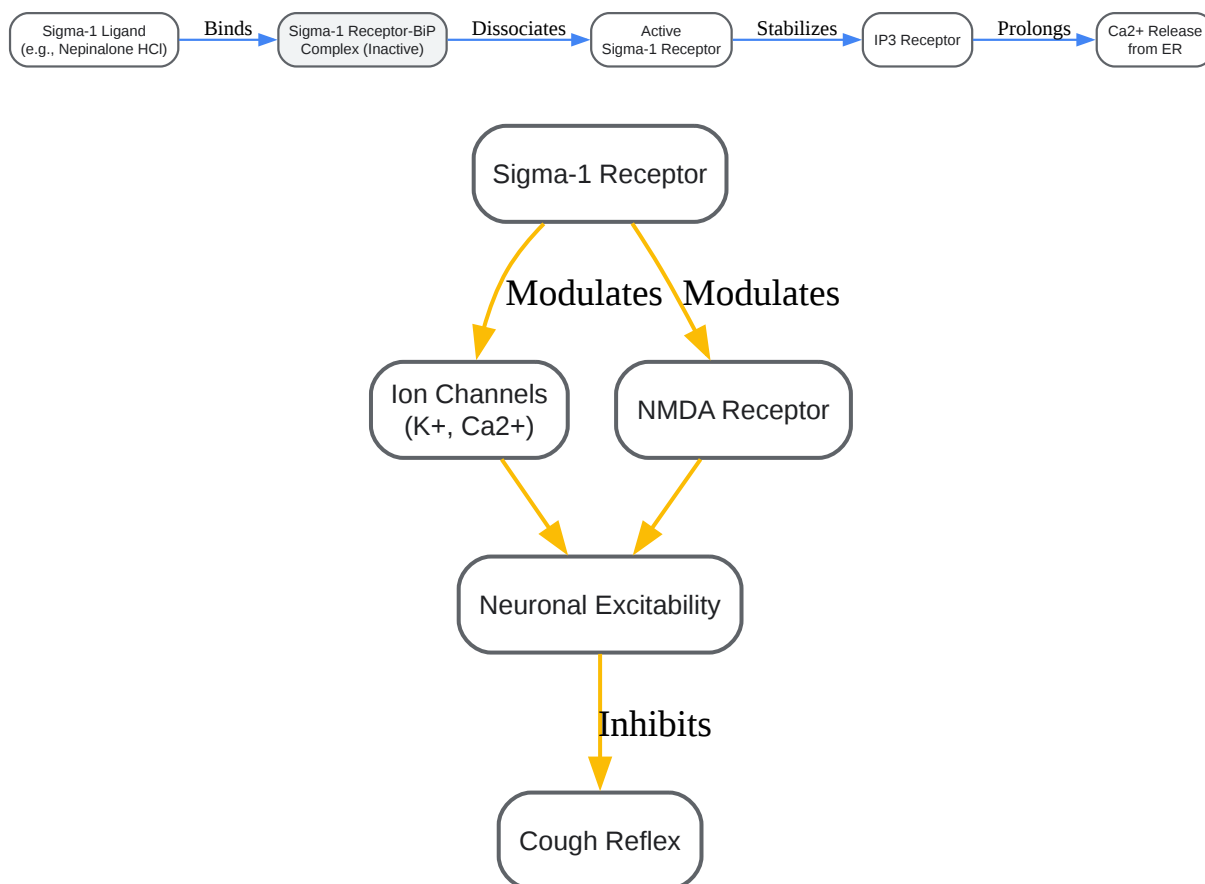 Sigma-1 Ligand
(e.g., Nepinalone HCl)
Binds
Sigma-1 Receptor-BiP
Complex (Inactive)
Dissociates
Active
Sigma-1 Receptor
Stabilizes
IP3 Receptor
Prolongs
Ca2+ Release
from ER
Sigma-1 Receptor
Modulates
Modulates
Ion Channels
(K+, Ca2+)
NMDA Receptor
Neuronal Excitability
Inhibits
Cough Reflex